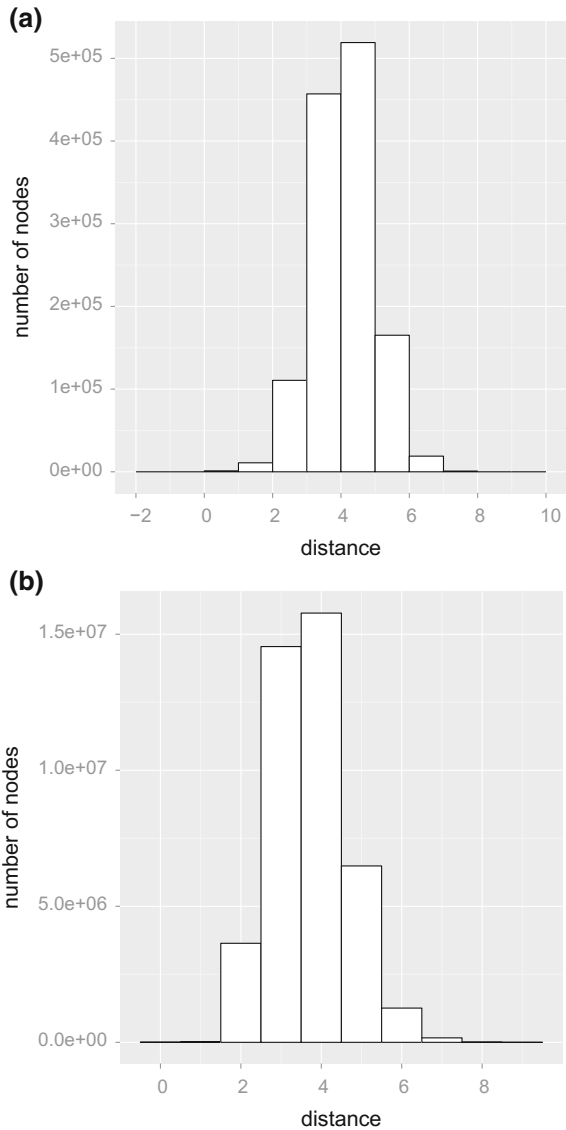 (a)
5e+05
4e+05
3e+05
2e+05
1e+05
0e+00
number of nodes
−2 0 2 4 6 8 10
distance
(b)
1.5e+07
1.0e+07
5.0e+06
0.0e+00
number of nodes
0 2 4 6 8
distance